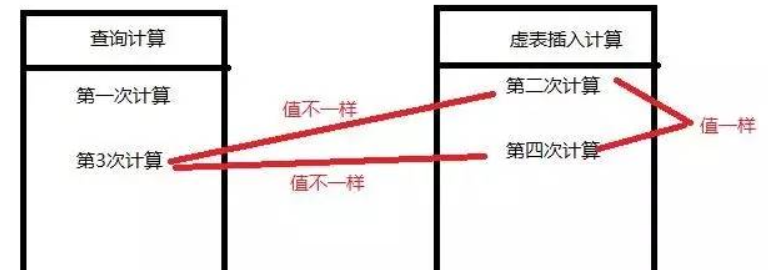 查询计算
虚表插入计算
第一次计算
第二次计算
值不一样
值一样
第3次计算
第四次计算
值不一样